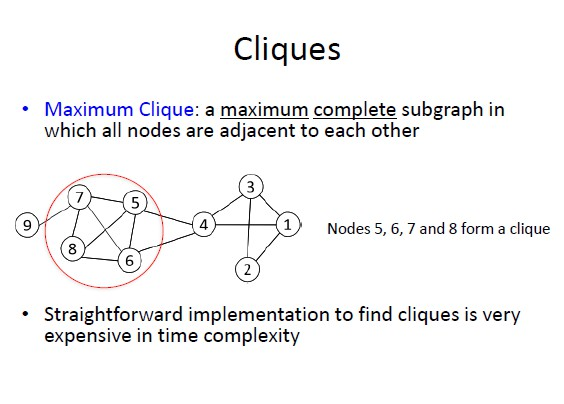 Cliques
• Maximum Clique: a maximum complete subgraph in
which all nodes are adjacent to each other
3
7
5
9
4
1
Nodes 5, 6, 7 and 8 form a clique
8
6
2
• Straightforward implementation to find cliques is very
expensive in time complexity